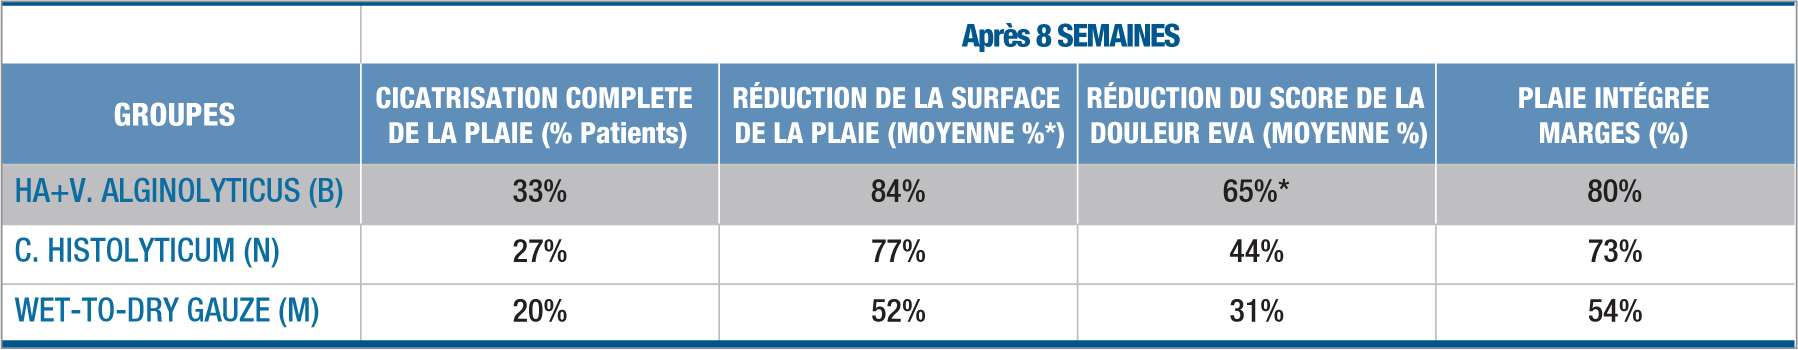 Après 8 SEMAINES
GROUPES
CICATRISATION COMPLETE
DE LA PLAIE (% Patients)
RÉDUCTION DE LA SURFACE
DE LA PLAIE (MOYENNE %*)
RÉDUCTION DU SCORE DE LA
DOULEUR EVA (MOYENNE %)
PLAIE INTÉGRÉE
MARGES (%)
HA+V. ALGINOLYTICUS (B) 33% 84% 65%* 80%
C. HISTOLYTICUM (N) 27% 77% 44% 73%
WET-TO-DRY GAUZE (M) 20% 52% 31% 54%